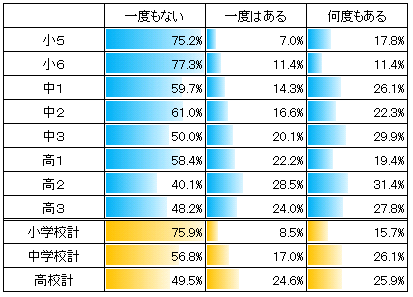 一度もない 一度はある 何度もある
小5 75.2% 7.0% 17.8%
小6 77.3% 11.4% 11.4%
中1 59.7% 14.3% 26.1%
中2 61.0% 16.6% 22.3%
中3 50.0% 20.1% 29.9%
高1 58.4% 22.2% 19.4%
高2 40.1% 28.5% 31.4%
高3 48.2% 24.0% 27.8%
小学校計 75.9% 8.5% 15.7%
中学校計 56.8% 17.0% 26.1%
高校計 49.5% 24.6% 25.9%